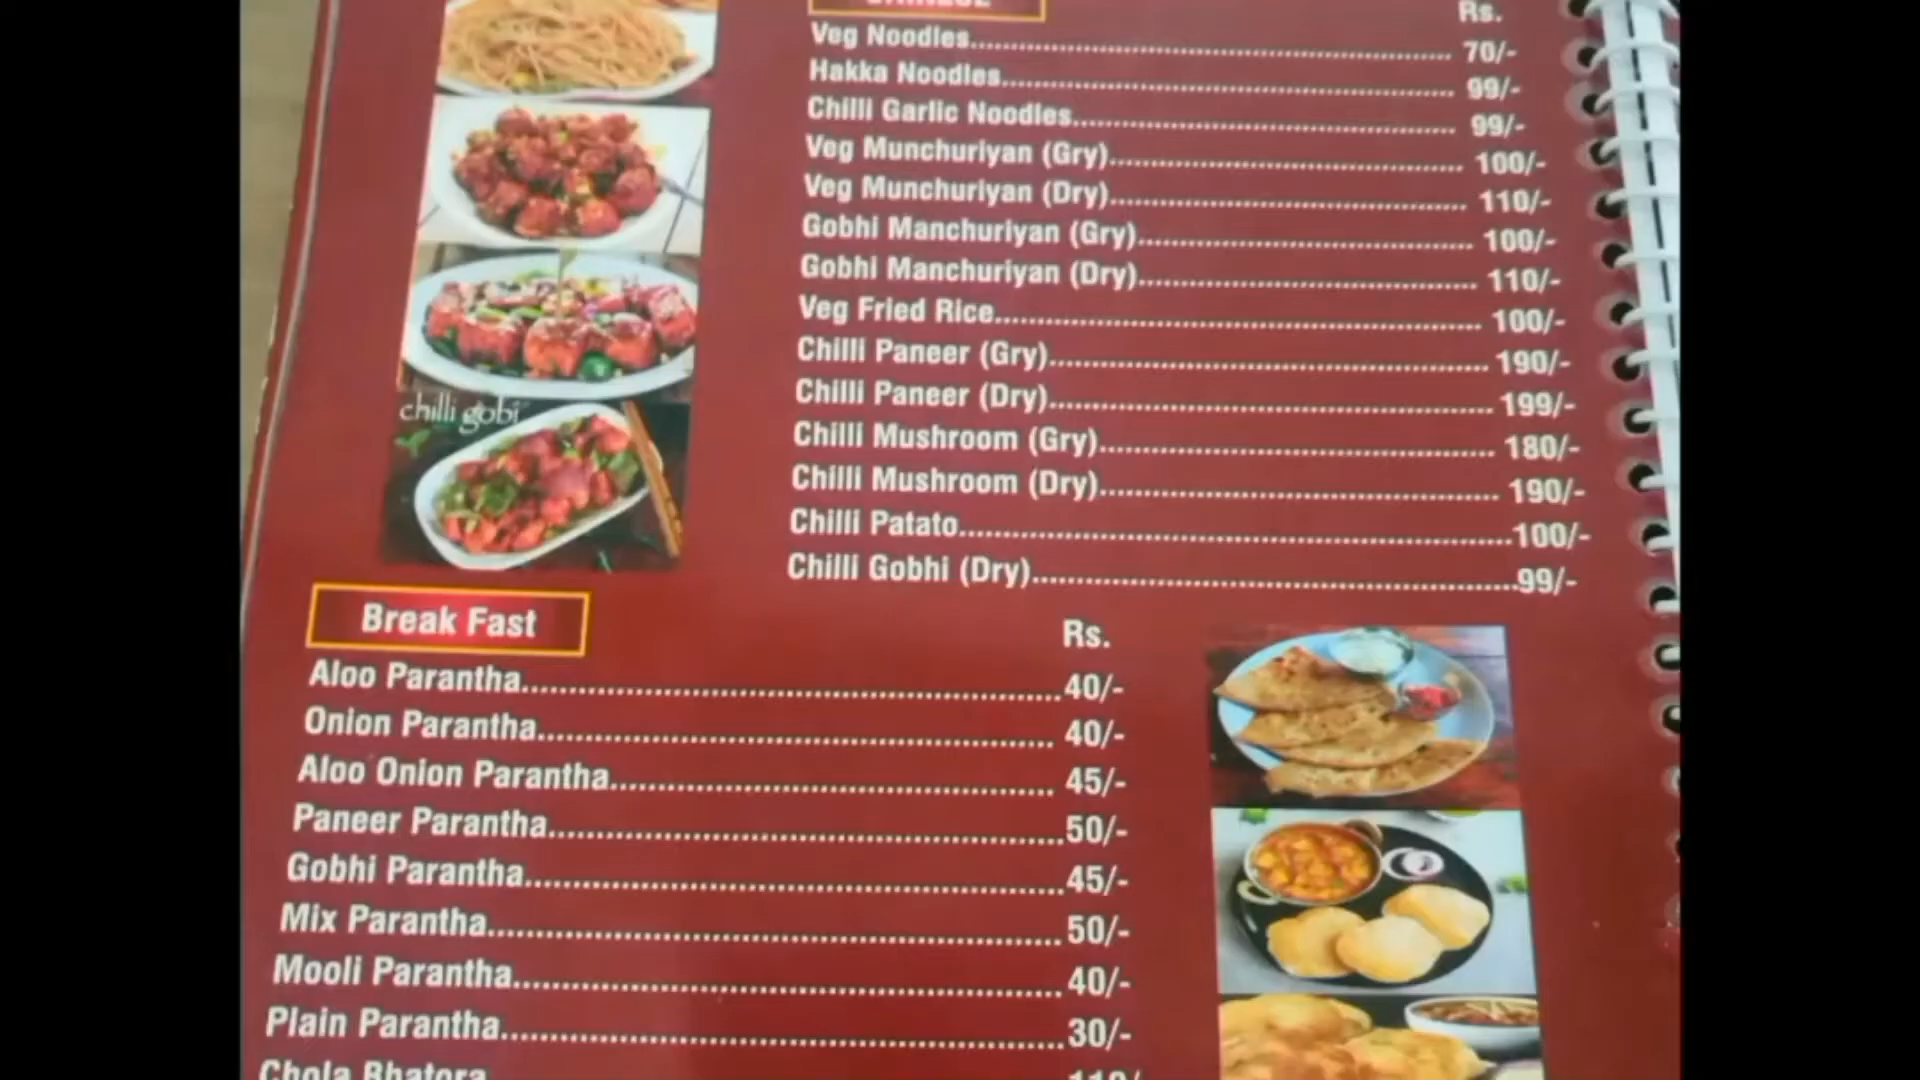 Rs.
Veg Noodles.......... 70/-
Hakka Noodles.......... 99/-
Chilli Garlic Noodles.......... 99/-
Veg Munchuriyan (Gry).......... 100/-
Veg Munchuriyan (Dry).......... 110/-
Gobhi Manchuriyan (Gry).......... 100/-
Gobhi Manchuriyan (Dry).......... 110/-
Veg Fried Rice.......... 100/-
Chilli Paneer (Gry).......... 190/-
Chilli Paneer (Dry).......... 199/-
Chilli Mushroom (Gry).......... 180/-
Chilli Mushroom (Dry).......... 190/-
Chilli Patato..........100/-
Chilli Gobhi (Dry)..........99/-
chilli gobi
Break Fast
Rs.
Aloo Parantha..........40/-
Onion Parantha.......... 40/-
Aloo Onion Parantha.......... 45/-
Paneer Parantha..........50/-
Gobhi Parantha..........45/-
Mix Parantha..........50/-
Mooli Parantha..........40/-
Plain Parantha..........30/-
Chola Bhatora